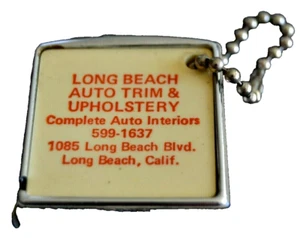 LONG BEACH
AUTO TRIM &
UPHOLSTERY
Complete Auto Interiors
599-1637
1085 Long Beach Blvd.
Long Beach, Calif.